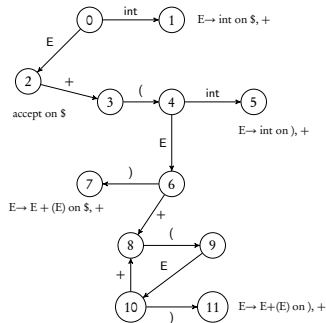 0 int 1 E→ int on $, +
E
2 + 3 ( 4 int 5
accept on $
E→ int on ), +
E
7 ) 6
E→ E + (E) on $, +
+
8 ( 9
E
+
10 ) 11 E→ E+(E) on ), +